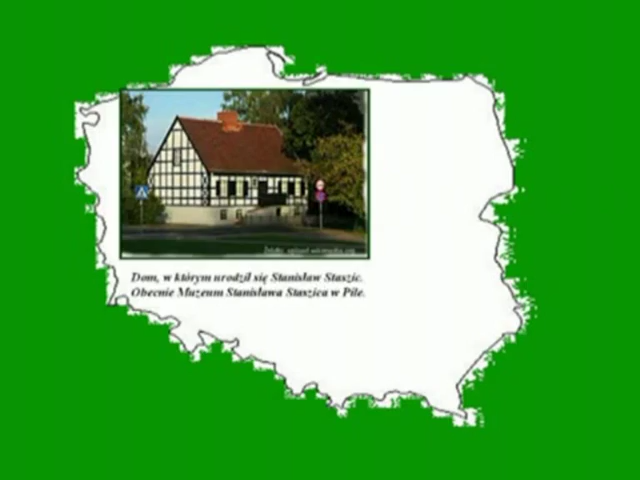 Dom, w którym urodził się Stanisław Staszic.
Obecnie Muzeum Stanisława Staszica w Pile.